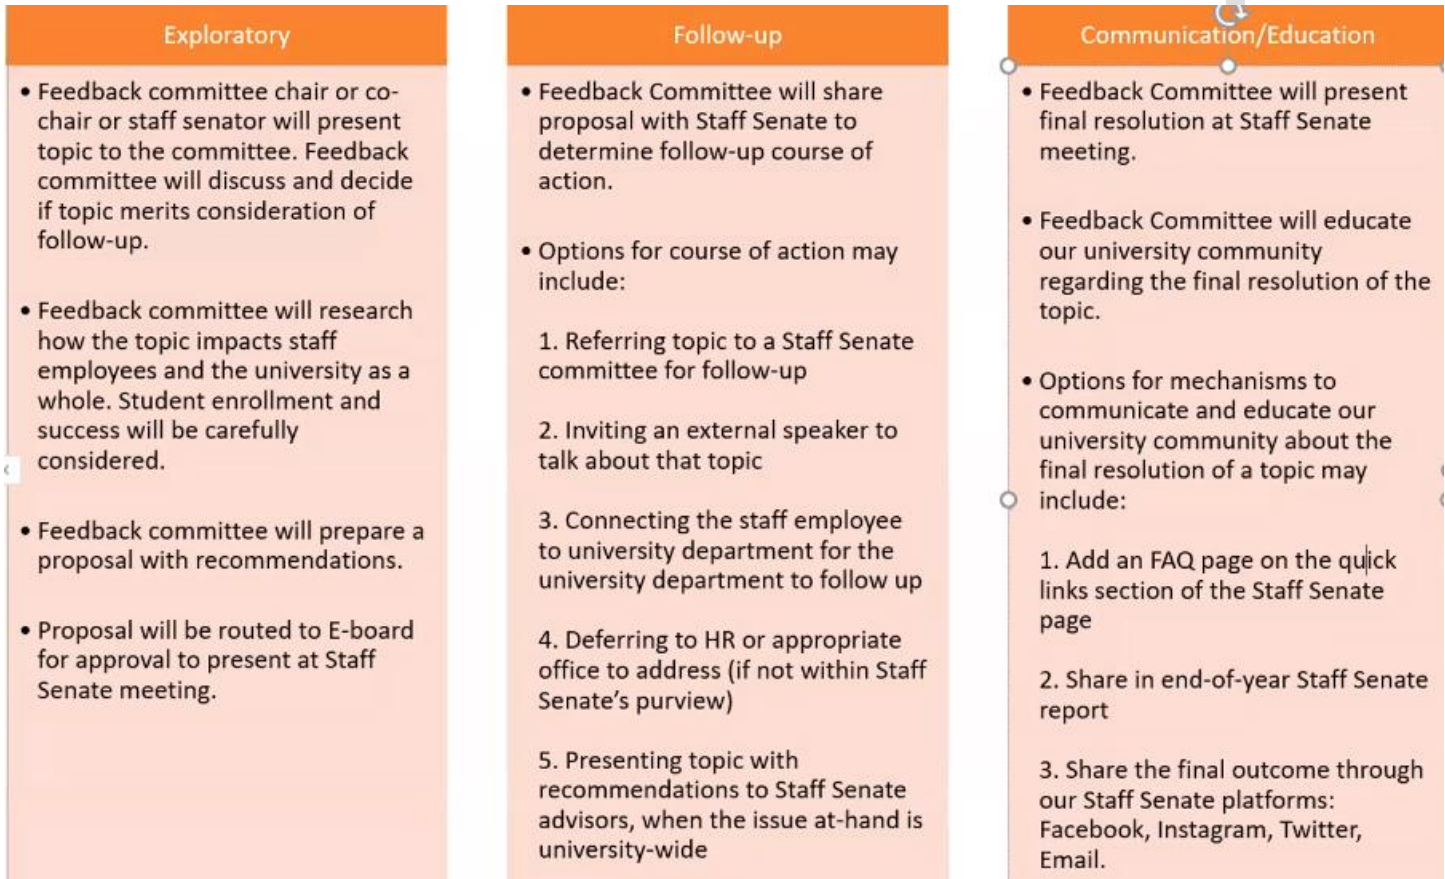 Exploratory
• Feedback committee chair or co-
chair or staff senator will present
topic to the committee. Feedback
committee will discuss and decide
if topic merits consideration of
follow-up.
• Feedback committee will research
how the topic impacts staff
employees and the university as a
whole. Student enrollment and
success will be carefully
considered.
• Feedback committee will prepare a
proposal with recommendations.
• Proposal will be routed to E-board
for approval to present at Staff
Senate meeting.
Follow-up
• Feedback Committee will share
proposal with Staff Senate to
determine follow-up course of
action.
• Options for course of action may
include:
1. Referring topic to a Staff Senate
committee for follow-up
2. Inviting an external speaker to
talk about that topic
3. Connecting the staff employee
to university department for the
university department to follow up
4. Deferring to HR or appropriate
office to address (if not within Staff
Senate's purview)
5. Presenting topic with
recommendations to Staff Senate
advisors, when the issue at-hand is
university-wide
Communication/Education
• Feedback Committee will present
final resolution at Staff Senate
meeting.
• Feedback Committee will educate
our university community
regarding the final resolution of the
topic.
• Options for mechanisms to
communicate and educate our
university community about the
final resolution of a topic may
include:
1. Add an FAQ page on the quick
links section of the Staff Senate
page
2. Share in end-of-year Staff Senate
report
3. Share the final outcome through
our Staff Senate platforms:
Facebook, Instagram, Twitter,
Email.